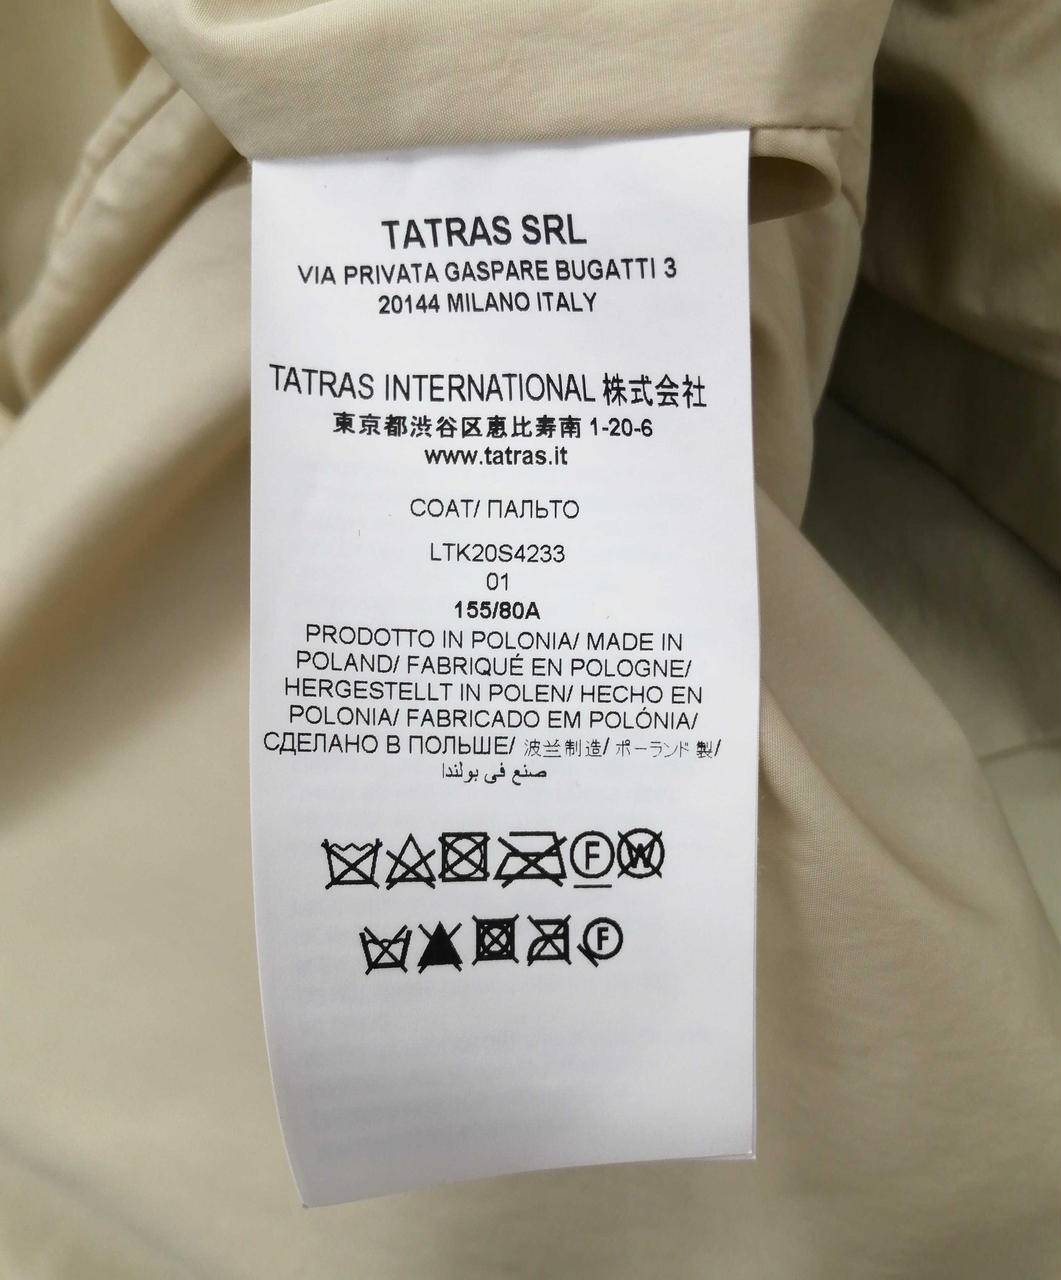 TATRAS SRL
VIA PRIVATA GASPARE BUGATTI 3
20144 MILANO ITALY
TATRAS INTERNATIONAL 株式会社
東京都渋谷区恵比寿南 1-20-6
www.tatras.it
COAT/ ПАЛЬТО
LTK20S4233
01
155/80A
PRODOTTO IN POLONIA/ MADE IN
POLAND/ FABRIQUÉ EN POLOGNE/
HERGESTELLT IN POLEN/ HECHO EN
POLONIA/ FABRICADO EM POLÓNIA/
СДЕЛАНО В ПОЛЬШЕ/ 波兰制造/ ポーランド 製/
صنع في بولندا
F W
F